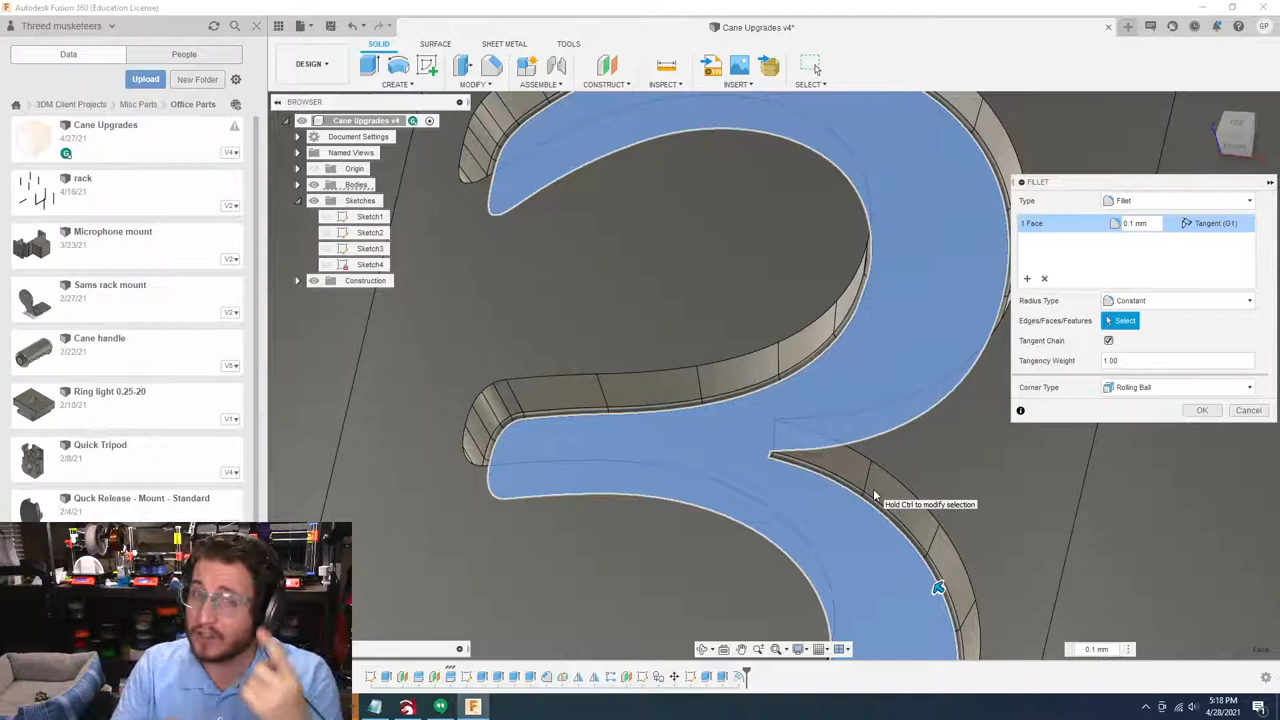 Autodesk Fusion 360 (Education License)
Threed musketeers
Cane Upgrades v4*
GP
Data
People
Upload
New Folder
3DM Client Projects
Misc Parts
Office Parts
Cane Upgrades
4/27/21
V4
rack
4/16/21
V2
Microphone mount
3/23/21
V2
Sams rack mount
2/27/21
V2
Cane handle
2/22/21
V5
Ring light 0.25-20
2/10/21
V1
Quick Tripod
2/8/21
V4
Quck Release - Mount - Standard
2/4/21
DESIGN
SOLID
SURFACE
SHEET METAL
TOOLS
CREATE
MODIFY
ASSEMBLE
CONSTRUCT
INSPECT
INSERT
SELECT
BROWSER
Cane Upgrades v4
Document Settings
Named Views
Origin
Bodies
Sketches
Sketch1
Sketch2
Sketch3
Sketch4
Construction
TOP
FILLET
Type
Fillet
1 Face
0.1 mm
Tangent (G1)
Radius Type
Constant
Edges/Faces/Features
Select
Tangent Chain
Tangency Weight
1.00
Corner Type
Rolling Ball
OK
Cancel
Hold Ctrl to modify selection
0.1 mm
5:18 PM
4/28/2021